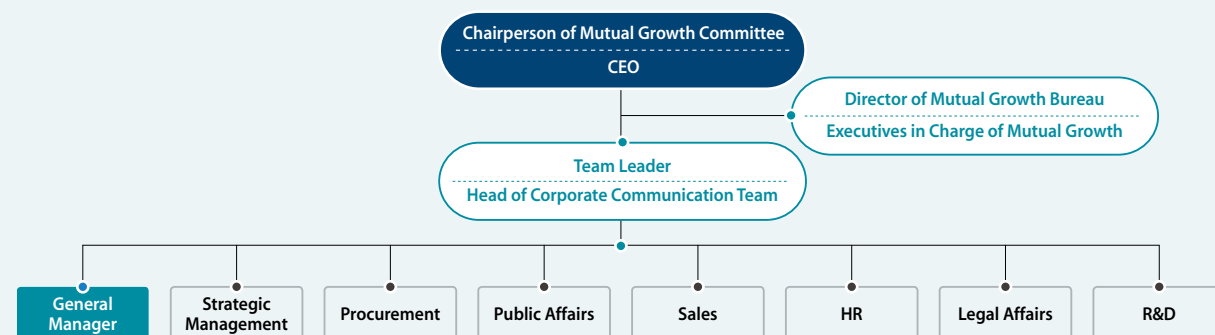 Chairperson of Mutual Growth Committee
CEO
Director of Mutual Growth Bureau
Executives in Charge of Mutual Growth
Team Leader
Head of Corporate Communication Team
General
Manager
Strategic
Management
Procurement
Public Affairs
Sales
HR
Legal Affairs
R&D